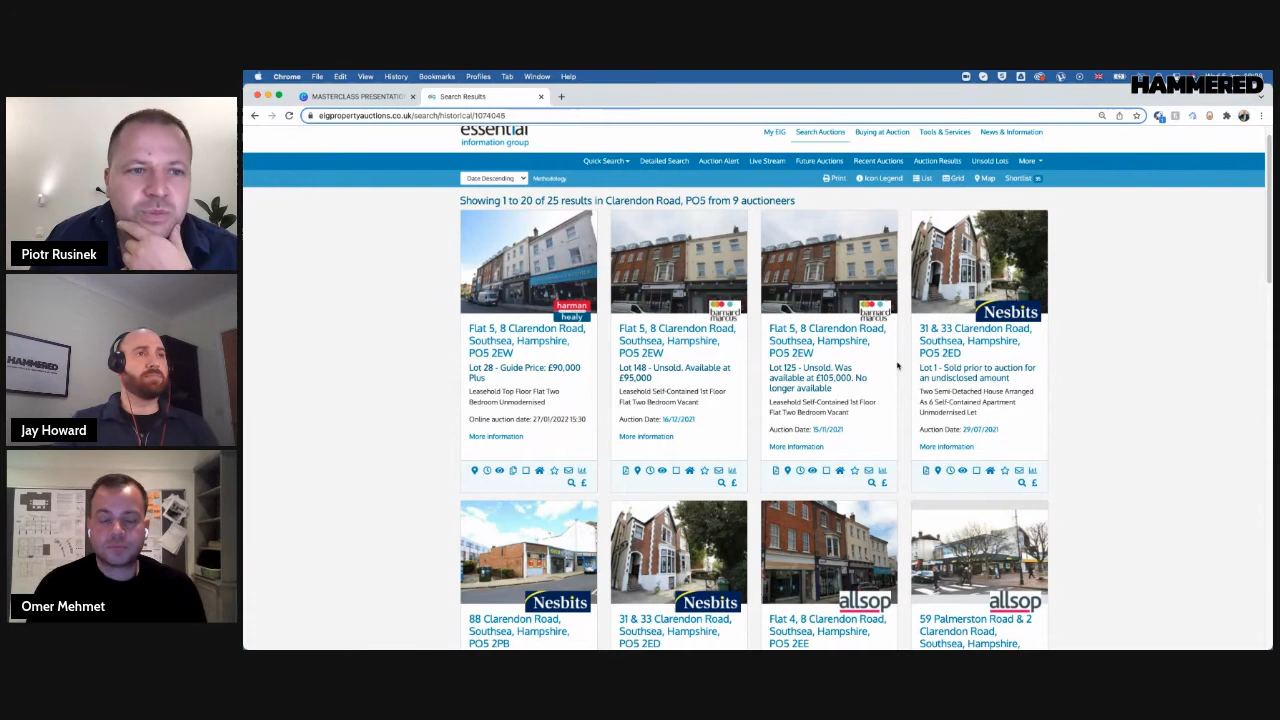 Piotr Rusinek
Jay Howard
HAMMERED
Omer Mehmet
Chrome File Edit View History Bookmarks Profiles Tab Window Help
HAMMERED
MASTERCLASS PRESENTATIO
Search Results
eigpropertyauctions.co.uk/search/historical/1074045
essential
information group
My EIG Search Auctions Buying at Auction Tools & Services News & Information
Quick Search Detailed Search Auction Alert Live Stream Future Auctions Recent Auctions Auction Results Unsold Lots More
Date Descending Methodology Print Icon Legend List Grid Map Shortlist
Showing 1 to 20 of 25 results in Clarendon Road, PO5 from 9 auctioneers
harman
healy
Flat 5, 8 Clarendon Road,
Southsea, Hampshire,
PO5 2EW
Lot 28 - Guide Price: £90,000
Plus
Leasehold Top Floor Flat Two
Bedroom Unmodernised
Online auction date: 27/01/2022 15:30
More information
barnard
marcus
Flat 5, 8 Clarendon Road,
Southsea, Hampshire,
PO5 2EW
Lot 148 - Unsold. Available at
£95,000
Leasehold Self-Contained 1st Floor
Flat Two Bedroom Vacant
Auction Date: 16/12/2021
More information
barnard
marcus
Flat 5, 8 Clarendon Road,
Southsea, Hampshire,
PO5 2EW
Lot 125 - Unsold. Was
available at £105,000. No
longer available
Leasehold Self-Contained 1st Floor
Flat Two Bedroom Vacant
Auction Date: 15/11/2021
More information
Nesbits
31 & 33 Clarendon Road,
Southsea, Hampshire,
PO5 2ED
Lot 1 - Sold prior to auction for
an undisclosed amount
Two Semi-Detached House Arranged
As 6 Self-Contained Apartment
Unmodernised Let
Auction Date: 29/07/2021
More information
Nesbits
88 Clarendon Road,
Southsea, Hampshire,
PO5 2PB
Nesbits
31 & 33 Clarendon Road,
Southsea, Hampshire,
PO5 2ED
allsop
Flat 4, 8 Clarendon Road,
Southsea, Hampshire,
PO5 2EE
allsop
59 Palmerston Road & 2
Clarendon Road,
Southsea, Hampshire,